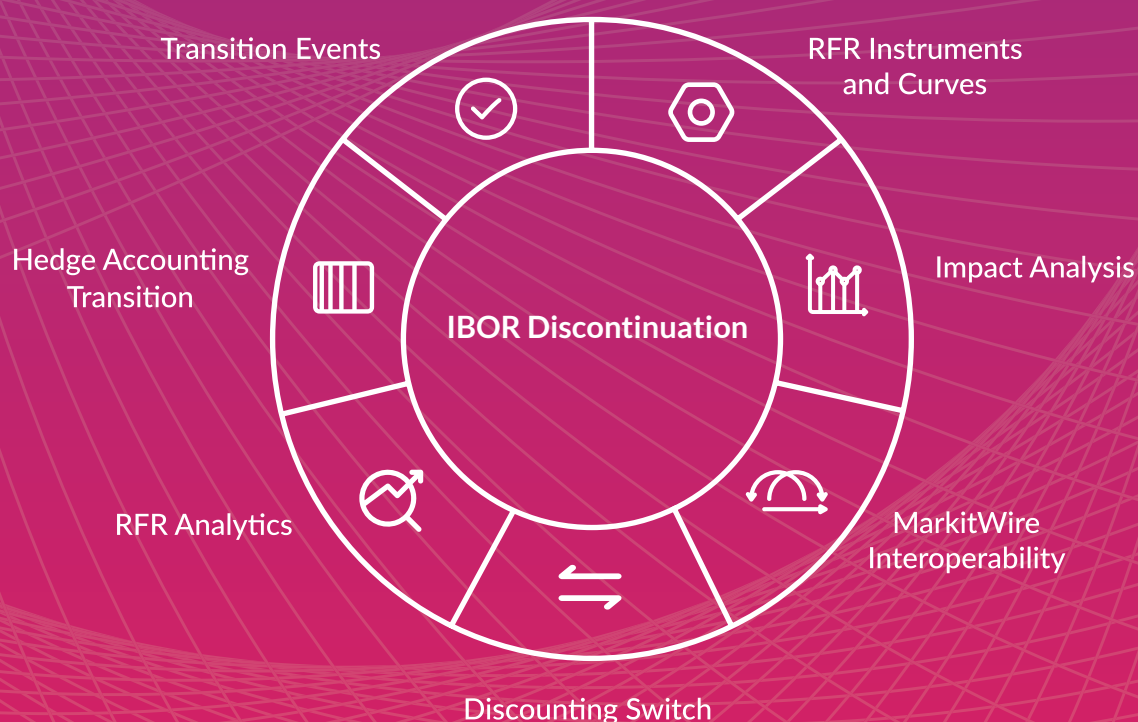 Transition Events
RFR Instruments
and Curves
Hedge Accounting
Transition
Impact Analysis
IBOR Discontinuation
RFR Analytics
MarkitWire
Interoperability
Discounting Switch